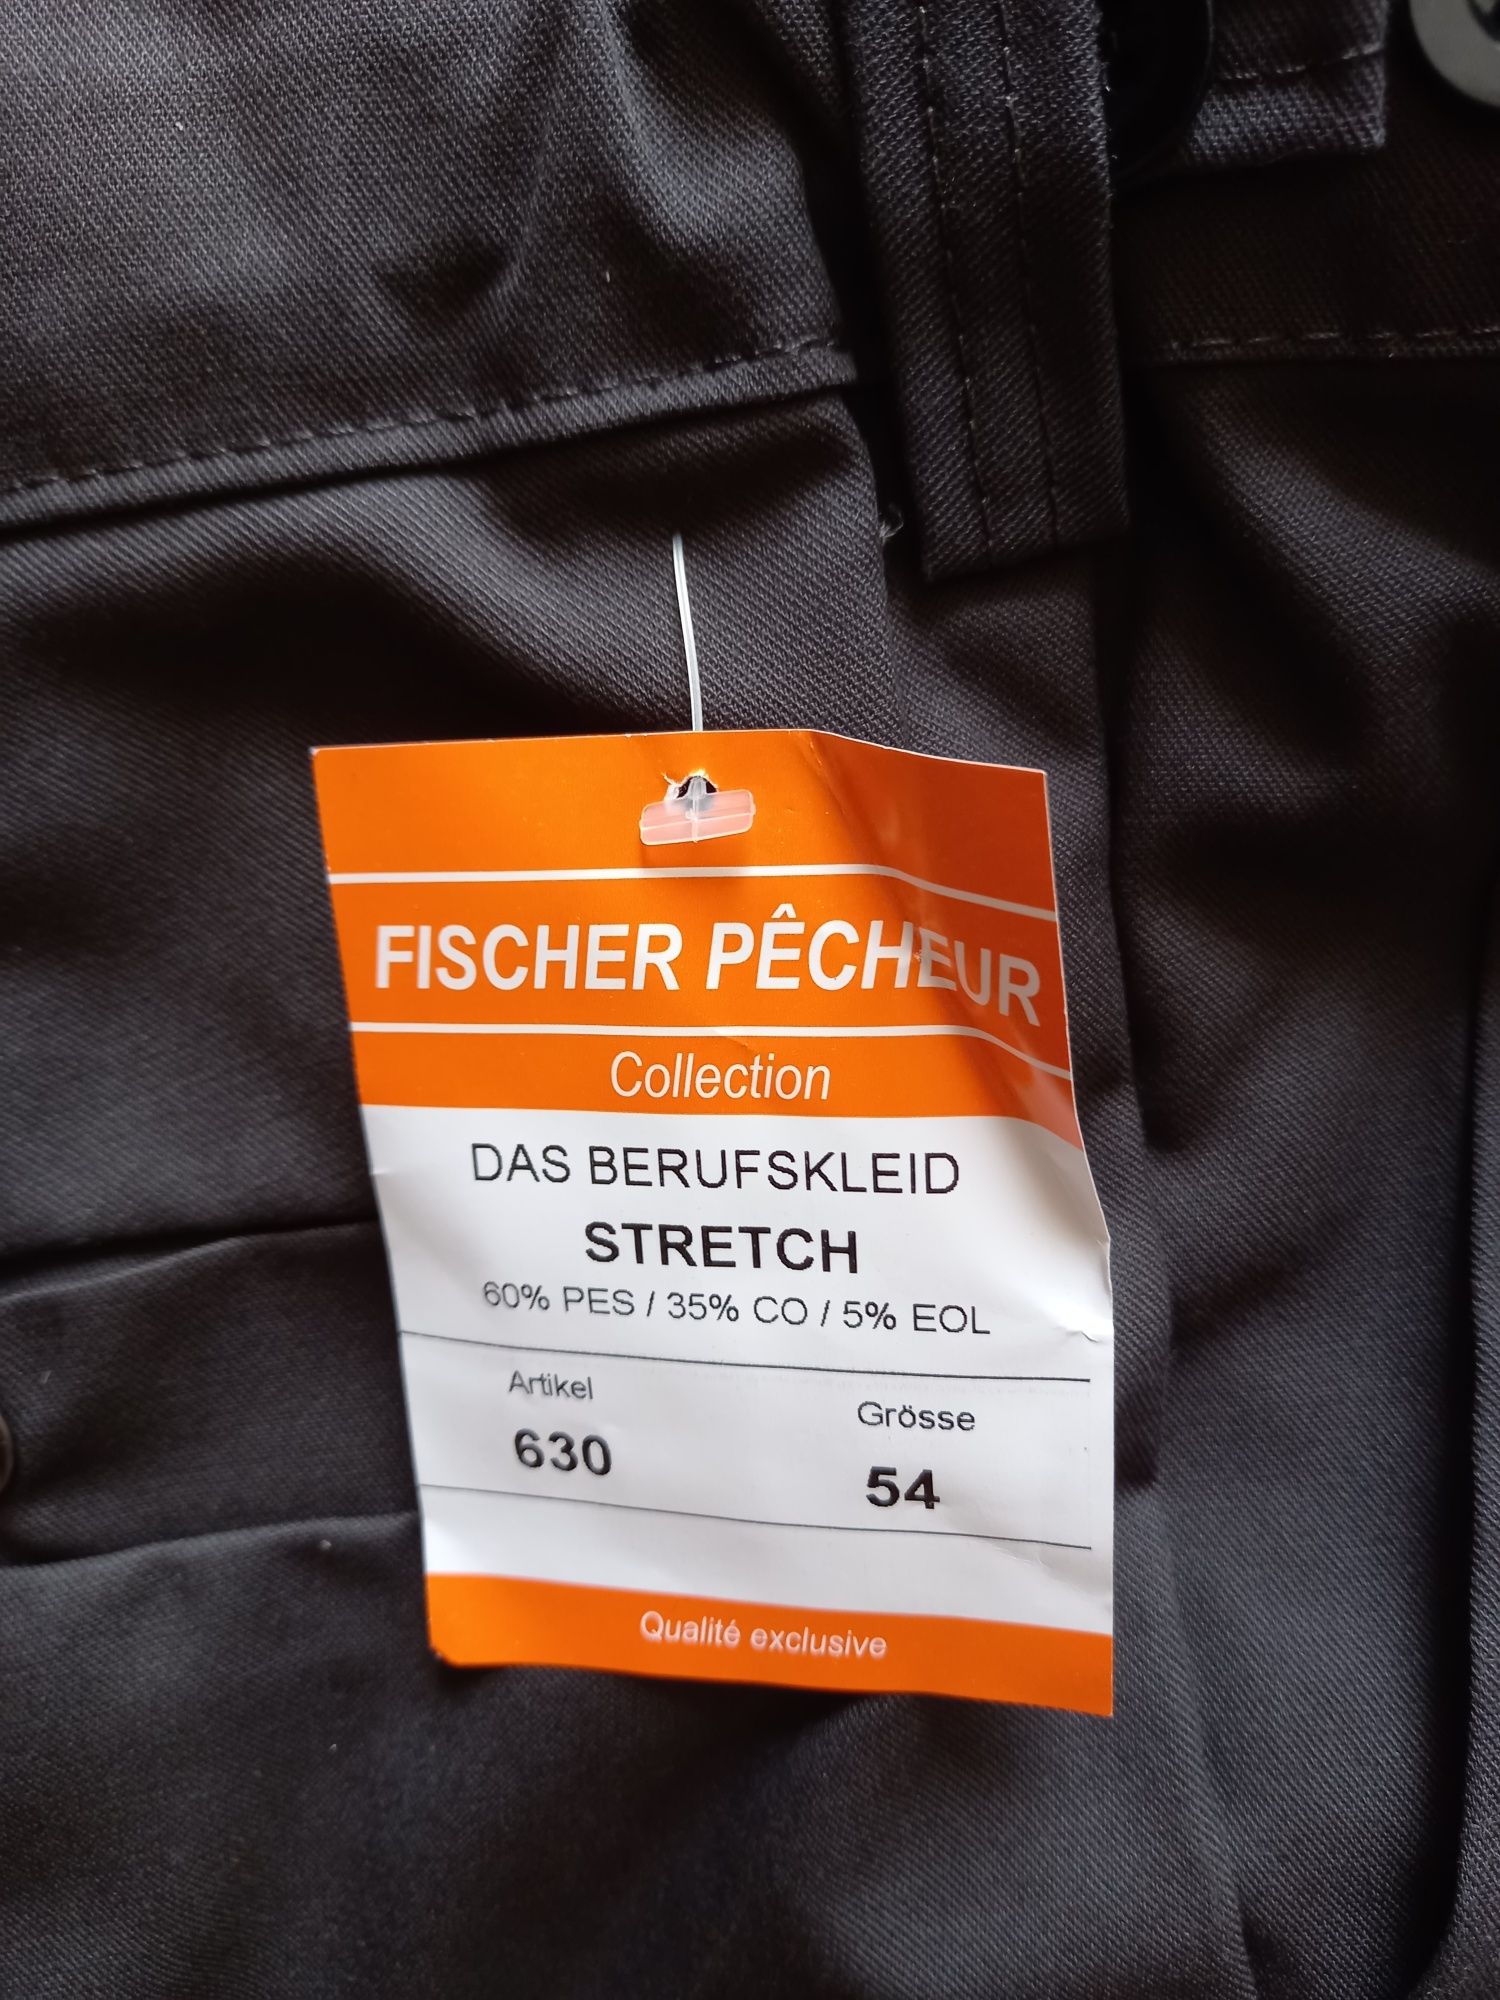 FISCHER PÊCHEUR
Collection
DAS BERUFSKLEID
STRETCH
60% PES / 35% CO / 5% EOL
Artikel Grösse
630 54
Qualité exclusive